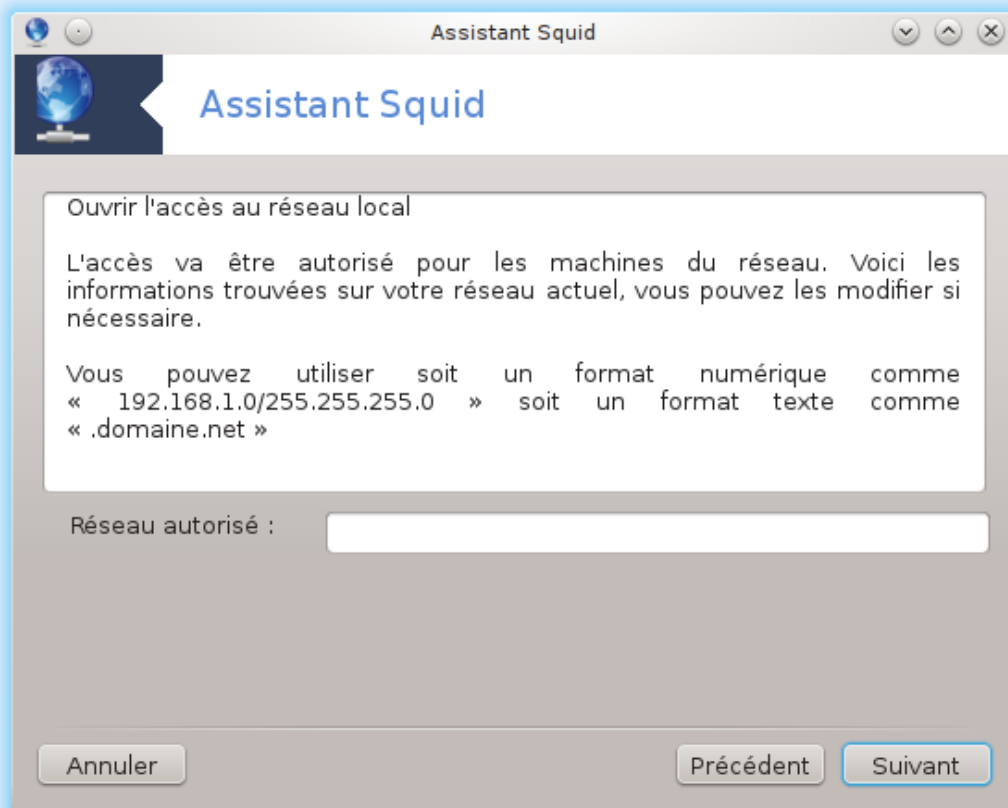 Assistant Squid
Assistant Squid
Ouvrir l'accès au réseau local
L'accès va être autorisé pour les machines du réseau. Voici les
informations trouvées sur votre réseau actuel, vous pouvez les modifier si
nécessaire.
Vous pouvez utiliser soit un format numérique comme
« 192.168.1.0/255.255.255.0 » soit un format texte comme
« .domaine.net »
Réseau autorisé :
Annuler
Précédent
Suivant